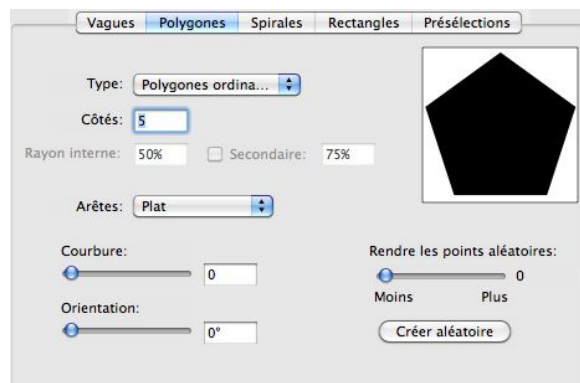 Vagues Polygones Spirales Rectangles Présélections
Type: Polygones ordina...
Côtés: 5
Rayon interne: 50% Secondaire: 75%
Arêtes: Plat
Courbure:
0
Orientation:
0°
Rendre les points aléatoires:
0
Moins Plus
Créer aléatoire